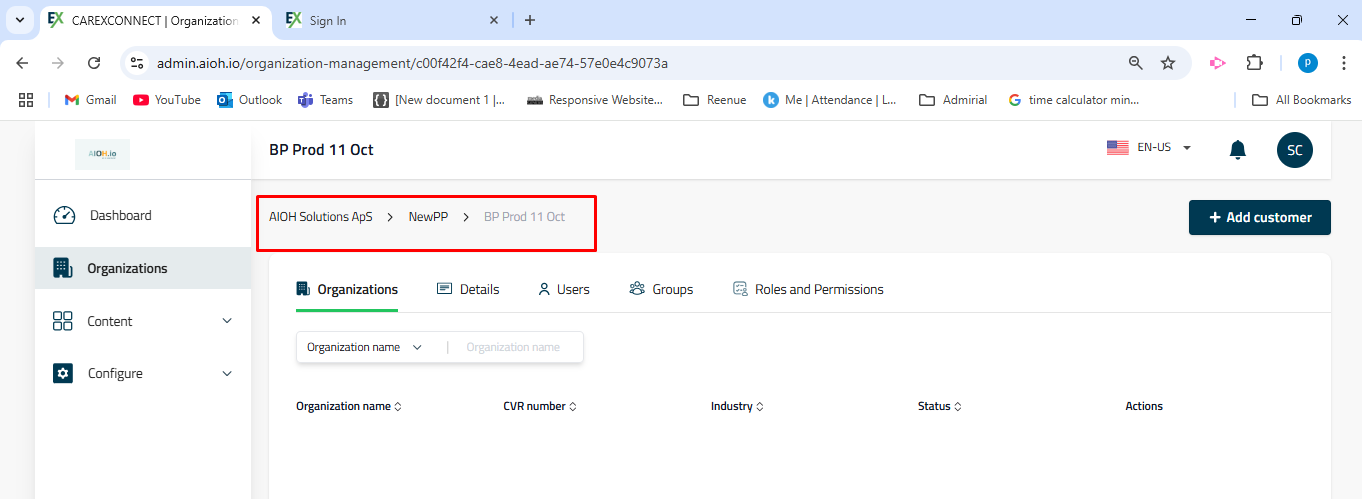 CAREXCONNECT | Organization
Sign In
admin.aioh.io/organization-management/c00f42f4-cae8-4ead-ae74-57e0e4c9073a
P
Gmail YouTube Outlook Teams [New document 1 |... Responsive Website... Reenue Me | Attendance | L... Admirial time calculator min... All Bookmarks
AIOH.io
BP Prod 11 Oct
EN-US
SC
Dashboard
Organizations
Content
Configure
AIOH Solutions ApS > NewPP > BP Prod 11 Oct
+ Add customer
Organizations Details Users Groups Roles and Permissions
Organization name | Organization name
Organization name CVR number Industry Status Actions